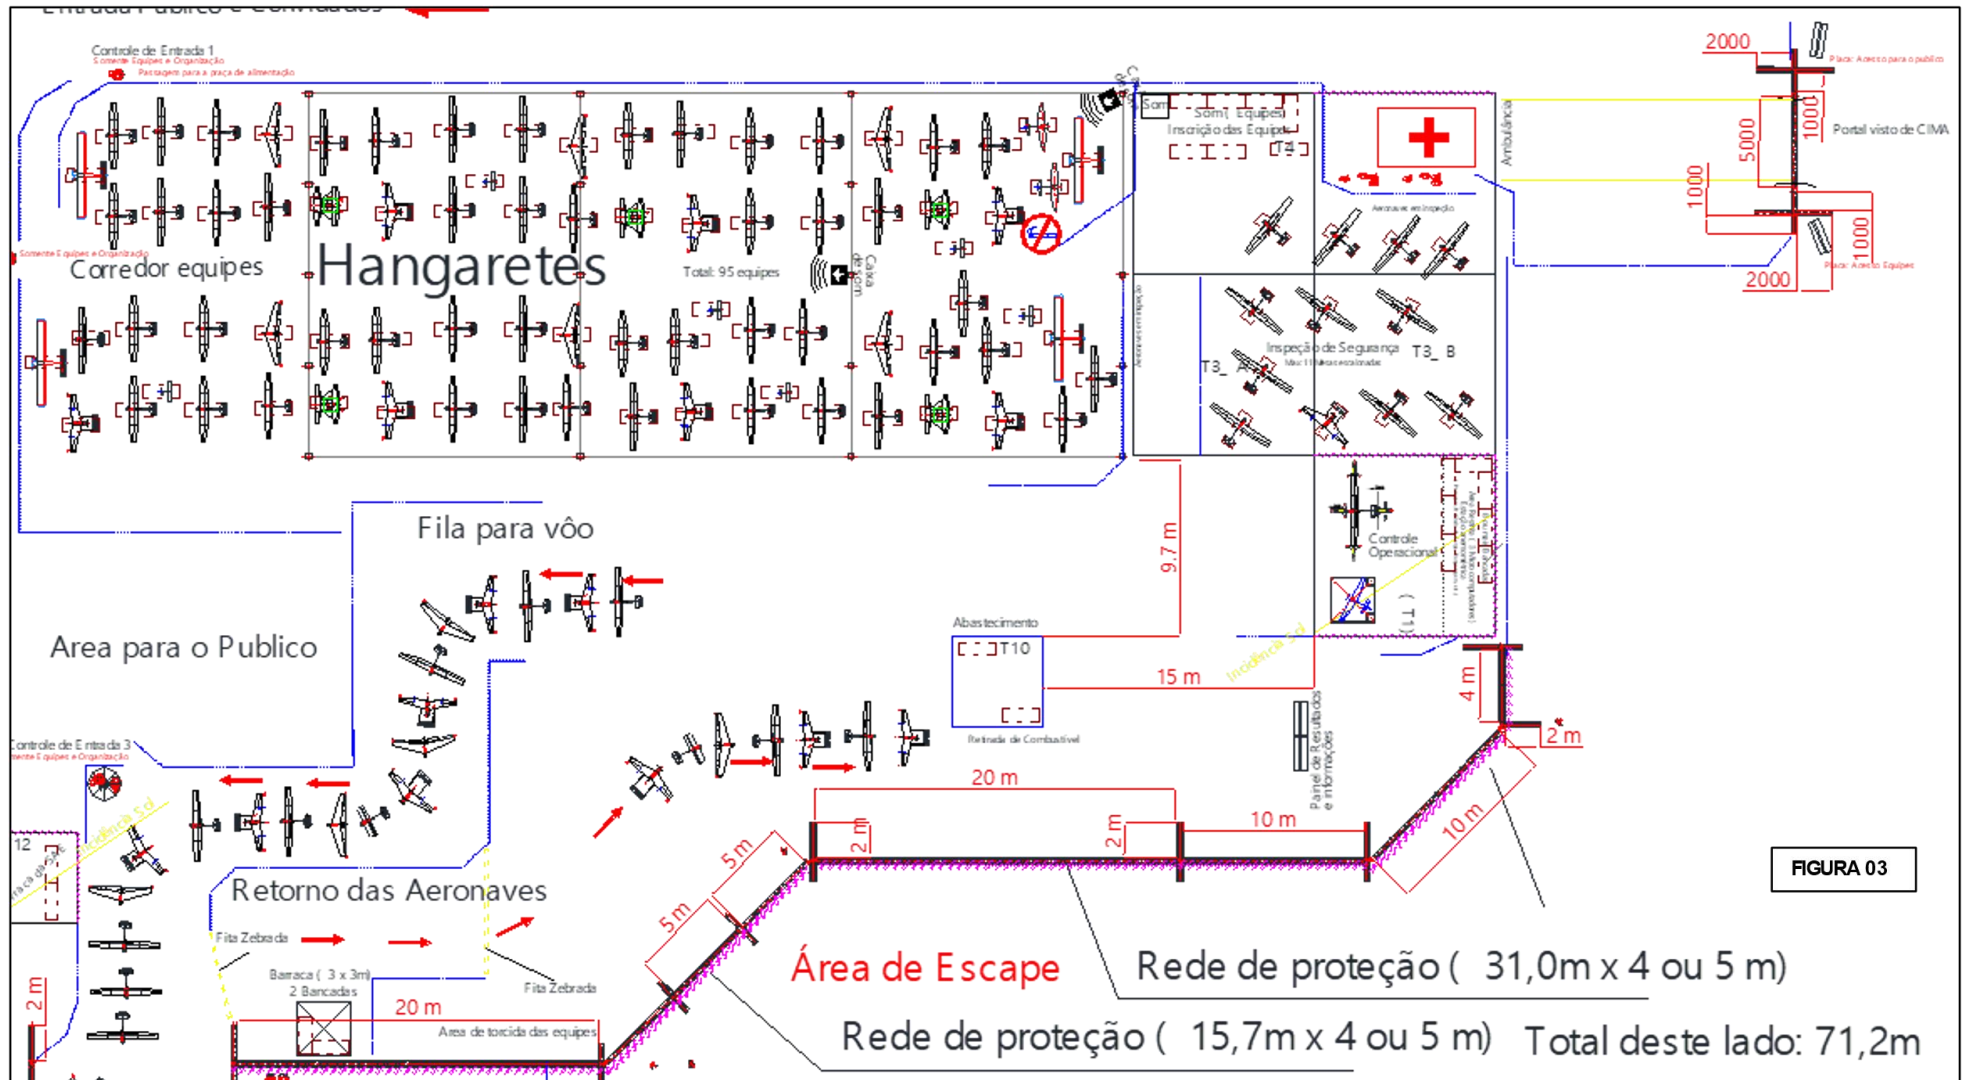 Entrada Publico e Convidados
Controle de Entrada 1
Somente Equipes e Organização
Passagem para a praça de alimentação
Somente Equipes e Organização
Corredor equipes
Hangaretes
Total: 95 equipes
Caixa
de som
Som
Som ( Equipes)
Inscrição das Equipes
T4
Ambulância
Aeronaves em inspeção
Inspeção de Segurança
T3_ A
T3_ B
2000
1000
5000
1000
1000
2000
Placa: Acesso para o publico
Portal visto de CIMA
Placa: Acesso Equipes
Fila para vôo
Area para o Publico
9.7 m
Controle
Operacional
( T1)
Incidência Sol
Abastecimento
T10
Retirada de Combustível
15 m
Painel de Resultados
e informações
4 m
2 m
10 m
20 m
10 m
2 m
2 m
5 m
5 m
Controle de Entrada 3
mente Equipes e Organização
Incidência Sol
12
Retorno das Aeronaves
Fita Zebrada
Barraca ( 3 x 3m)
2 Bancadas
Fita Zebrada
20 m
Area de torcida das equipes
2 m
Área de Escape
FIGURA 03
Rede de proteção ( 31,0m x 4 ou 5 m)
Rede de proteção ( 15,7m x 4 ou 5 m)
Total deste lado: 71,2m